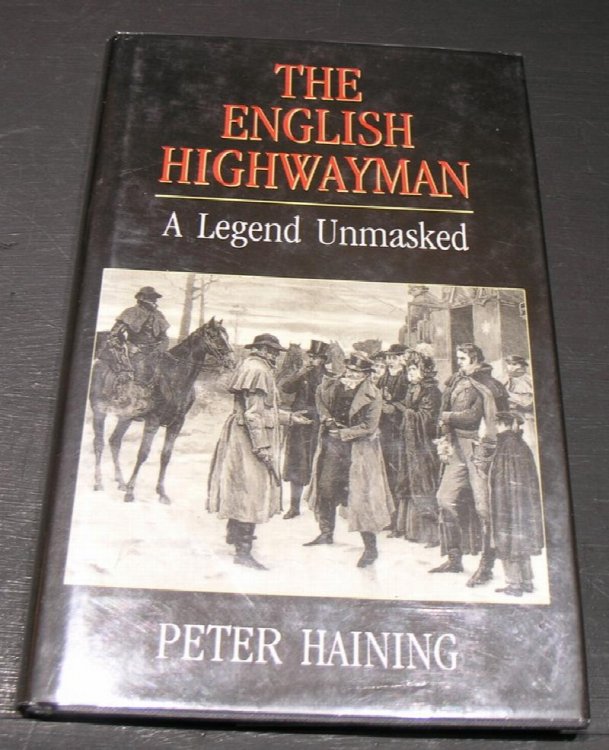 THE
ENGLISH
HIGHWAYMAN
A Legend Unmasked
PETER HAINING